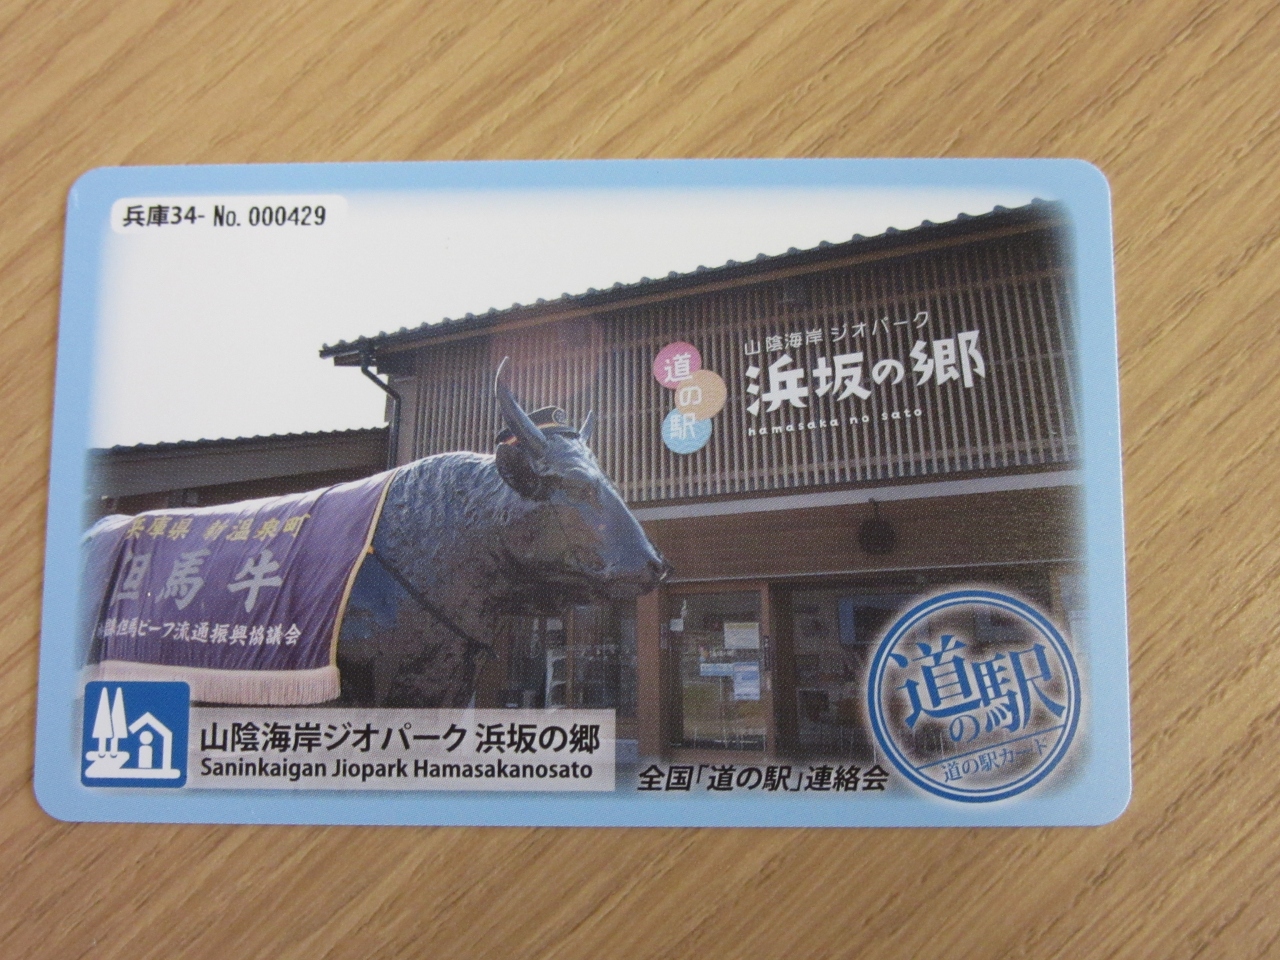 兵庫34- No. 000429
山陰海岸 ジオパーク
道の駅
浜坂の郷
hamasaka no sato
兵庫県 新温泉町
但馬牛
但馬ビーフ流通振興協議会
山陰海岸ジオパーク 浜坂の郷
Saninkaigan Jiopark Hamasakanosato
全国「道の駅」連絡会
道の駅
道の駅カード